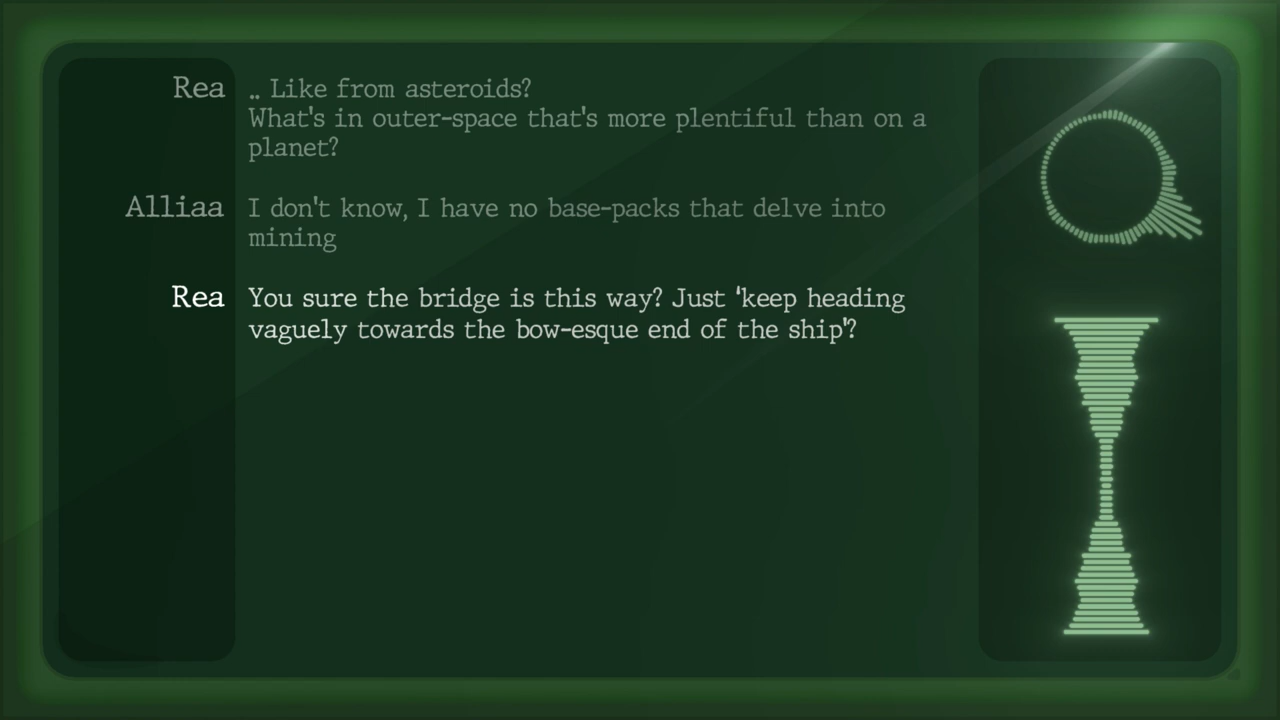 Rea
.. Like from asteroids?
What's in outer-space that's more plentiful than on a
planet?
Alliaa
I don't know, I have no base-packs that delve into
mining
Rea
You sure the bridge is this way? Just 'keep heading
vaguely towards the bow-esque end of the ship'?